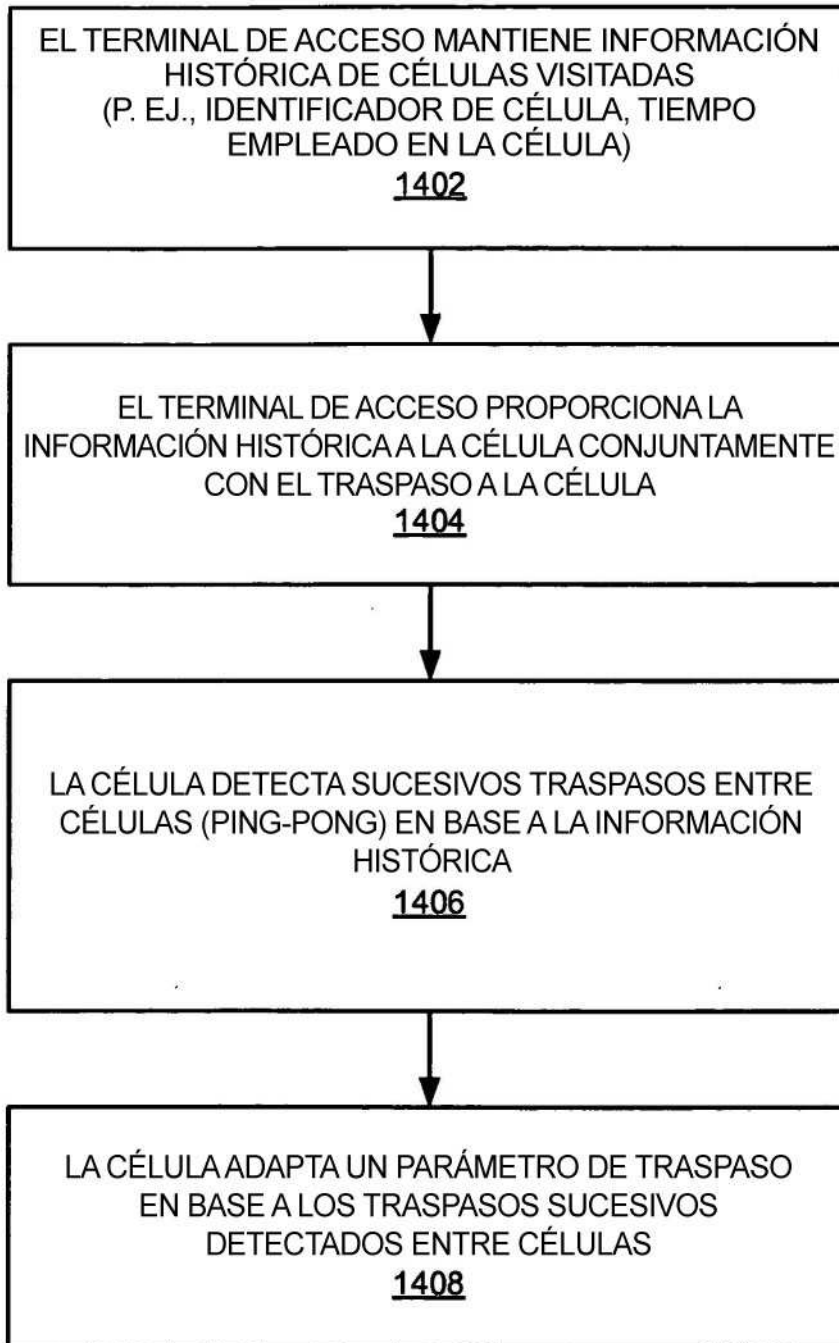 EL TERMINAL DE ACCESO MANTIENE INFORMACIÓN
HISTÓRICA DE CÉLULAS VISITADAS
(P. EJ., IDENTIFICADOR DE CÉLULA, TIEMPO
EMPLEADO EN LA CÉLULA)
1402
EL TERMINAL DE ACCESO PROPORCIONA LA
INFORMACIÓN HISTÓRICA A LA CÉLULA CONJUNTAMENTE
CON EL TRASPASO A LA CÉLULA
1404
LA CÉLULA DETECTA SUCESIVOS TRASPASOS ENTRE
CÉLULAS (PING-PONG) EN BASE A LA INFORMACIÓN
HISTÓRICA
1406
LA CÉLULA ADAPTA UN PARÁMETRO DE TRASPASO
EN BASE A LOS TRASPASOS SUCESIVOS
DETECTADOS ENTRE CÉLULAS
1408